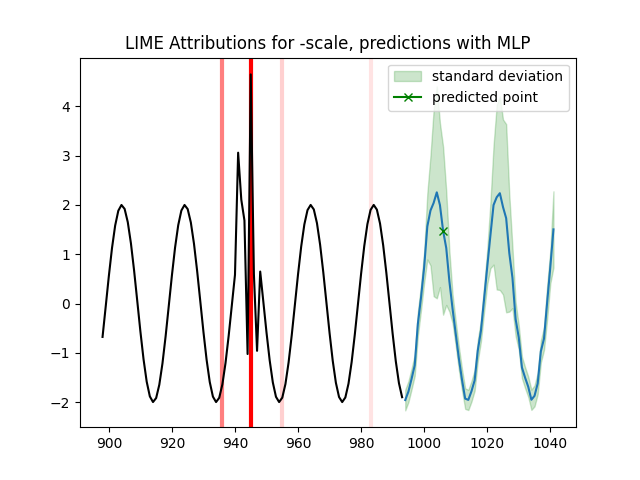 LIME Attributions for -scale, predictions with MLP
standard deviation
predicted point
4
3
2
1
0
−1
−2
900 920 940 960 980 1000 1020 1040